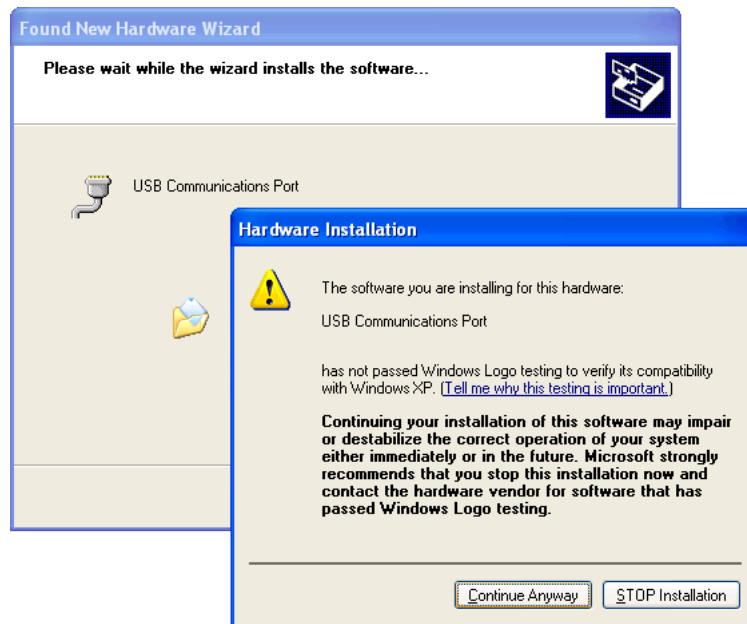 Found New Hardware Wizard
Please wait while the wizard installs the software...
USB Communications Port
Hardware Installation
The software you are installing for this hardware:
USB Communications Port
has not passed Windows Logo testing to verify its compatibility
with Windows XP. (Tell me why this testing is important.)
Continuing your installation of this software may impair
or destabilize the correct operation of your system
either immediately or in the future. Microsoft strongly
recommends that you stop this installation now and
contact the hardware vendor for software that has
passed Windows Logo testing.
Continue Anyway
STOP Installation